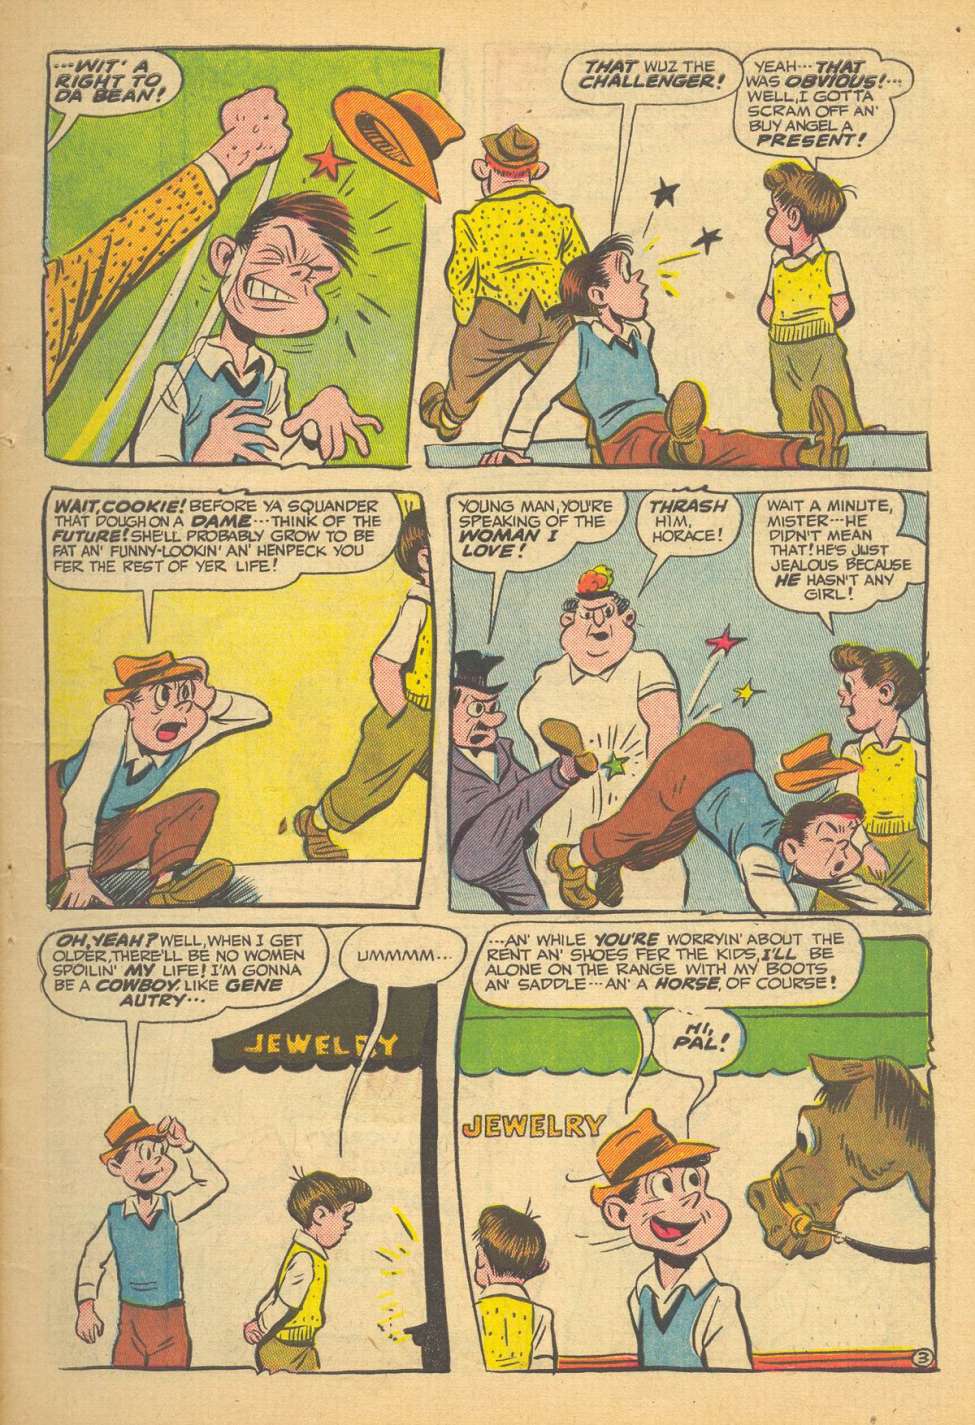 ...WIT' A
RIGHT TO
DA BEAN!
THAT WUZ THE
CHALLENGER!
YEAH... THAT
WAS OBVIOUS!...
WELL, I GOTTA
SCRAM OFF AN'
BUY ANGEL A
PRESENT!
WAIT, COOKIE! BEFORE YA SQUANDER
THAT DOUGH ON A DAME...THINK OF THE
FUTURE! SHE'LL PROBABLY GROW TO BE
FAT AN' FUNNY-LOOKIN' AN' HENPECK YOU
FER THE REST OF YER LIFE!
YOUNG MAN, YOU'RE
SPEAKING OF THE
WOMAN I
LOVE!
THRASH
HIM,
HORACE!
WAIT A MINUTE,
MISTER...HE
DIDN'T MEAN
THAT! HE'S JUST
JEALOUS BECAUSE
HE HASN'T ANY
GIRL!
OH, YEAH? WELL, WHEN I GET
OLDER, THERE'LL BE NO WOMEN
SPOILIN' MY LIFE! I'M GONNA
BE A COWBOY, LIKE GENE
AUTRY...
UMMMM...
JEWELRY
...AN' WHILE YOU'RE WORRYIN' ABOUT THE
RENT AN' SHOES FER THE KIDS, I'LL BE
ALONE ON THE RANGE WITH MY BOOTS
AN' SADDLE...AN' A HORSE, OF COURSE!
HI,
PAL!
JEWELRY
3